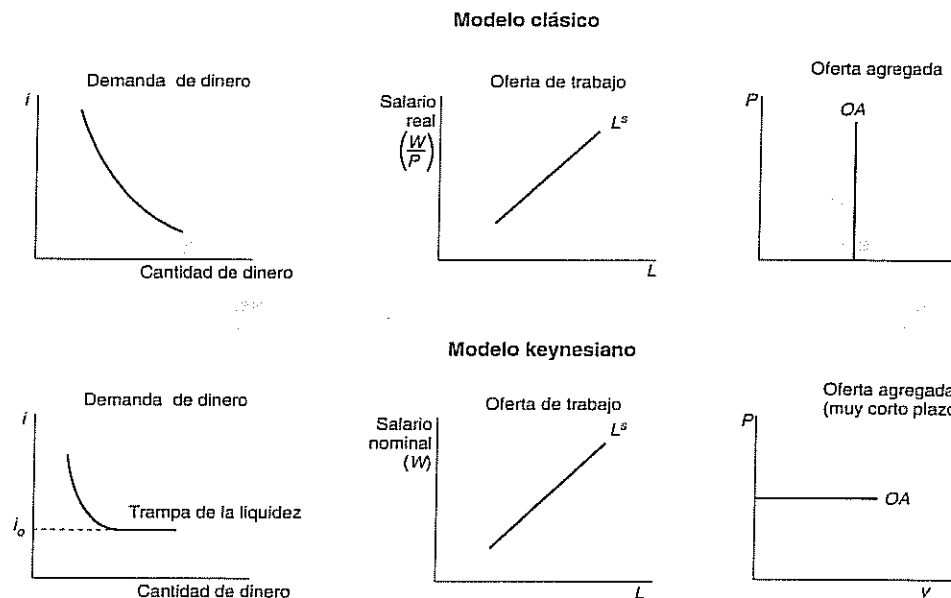 Modelo clásico
Demanda de dinero
i
Cantidad de dinero
Oferta de trabajo
Salario
real
(W/P)
L^s
L
Oferta agregada
P
OA
Modelo keynesiano
Demanda de dinero
i
i_o
Trampa de la liquidez
Cantidad de dinero
Oferta de trabajo
Salario
nominal
(W)
L^s
L
Oferta agregada
(muy corto plazo
P
OA
y